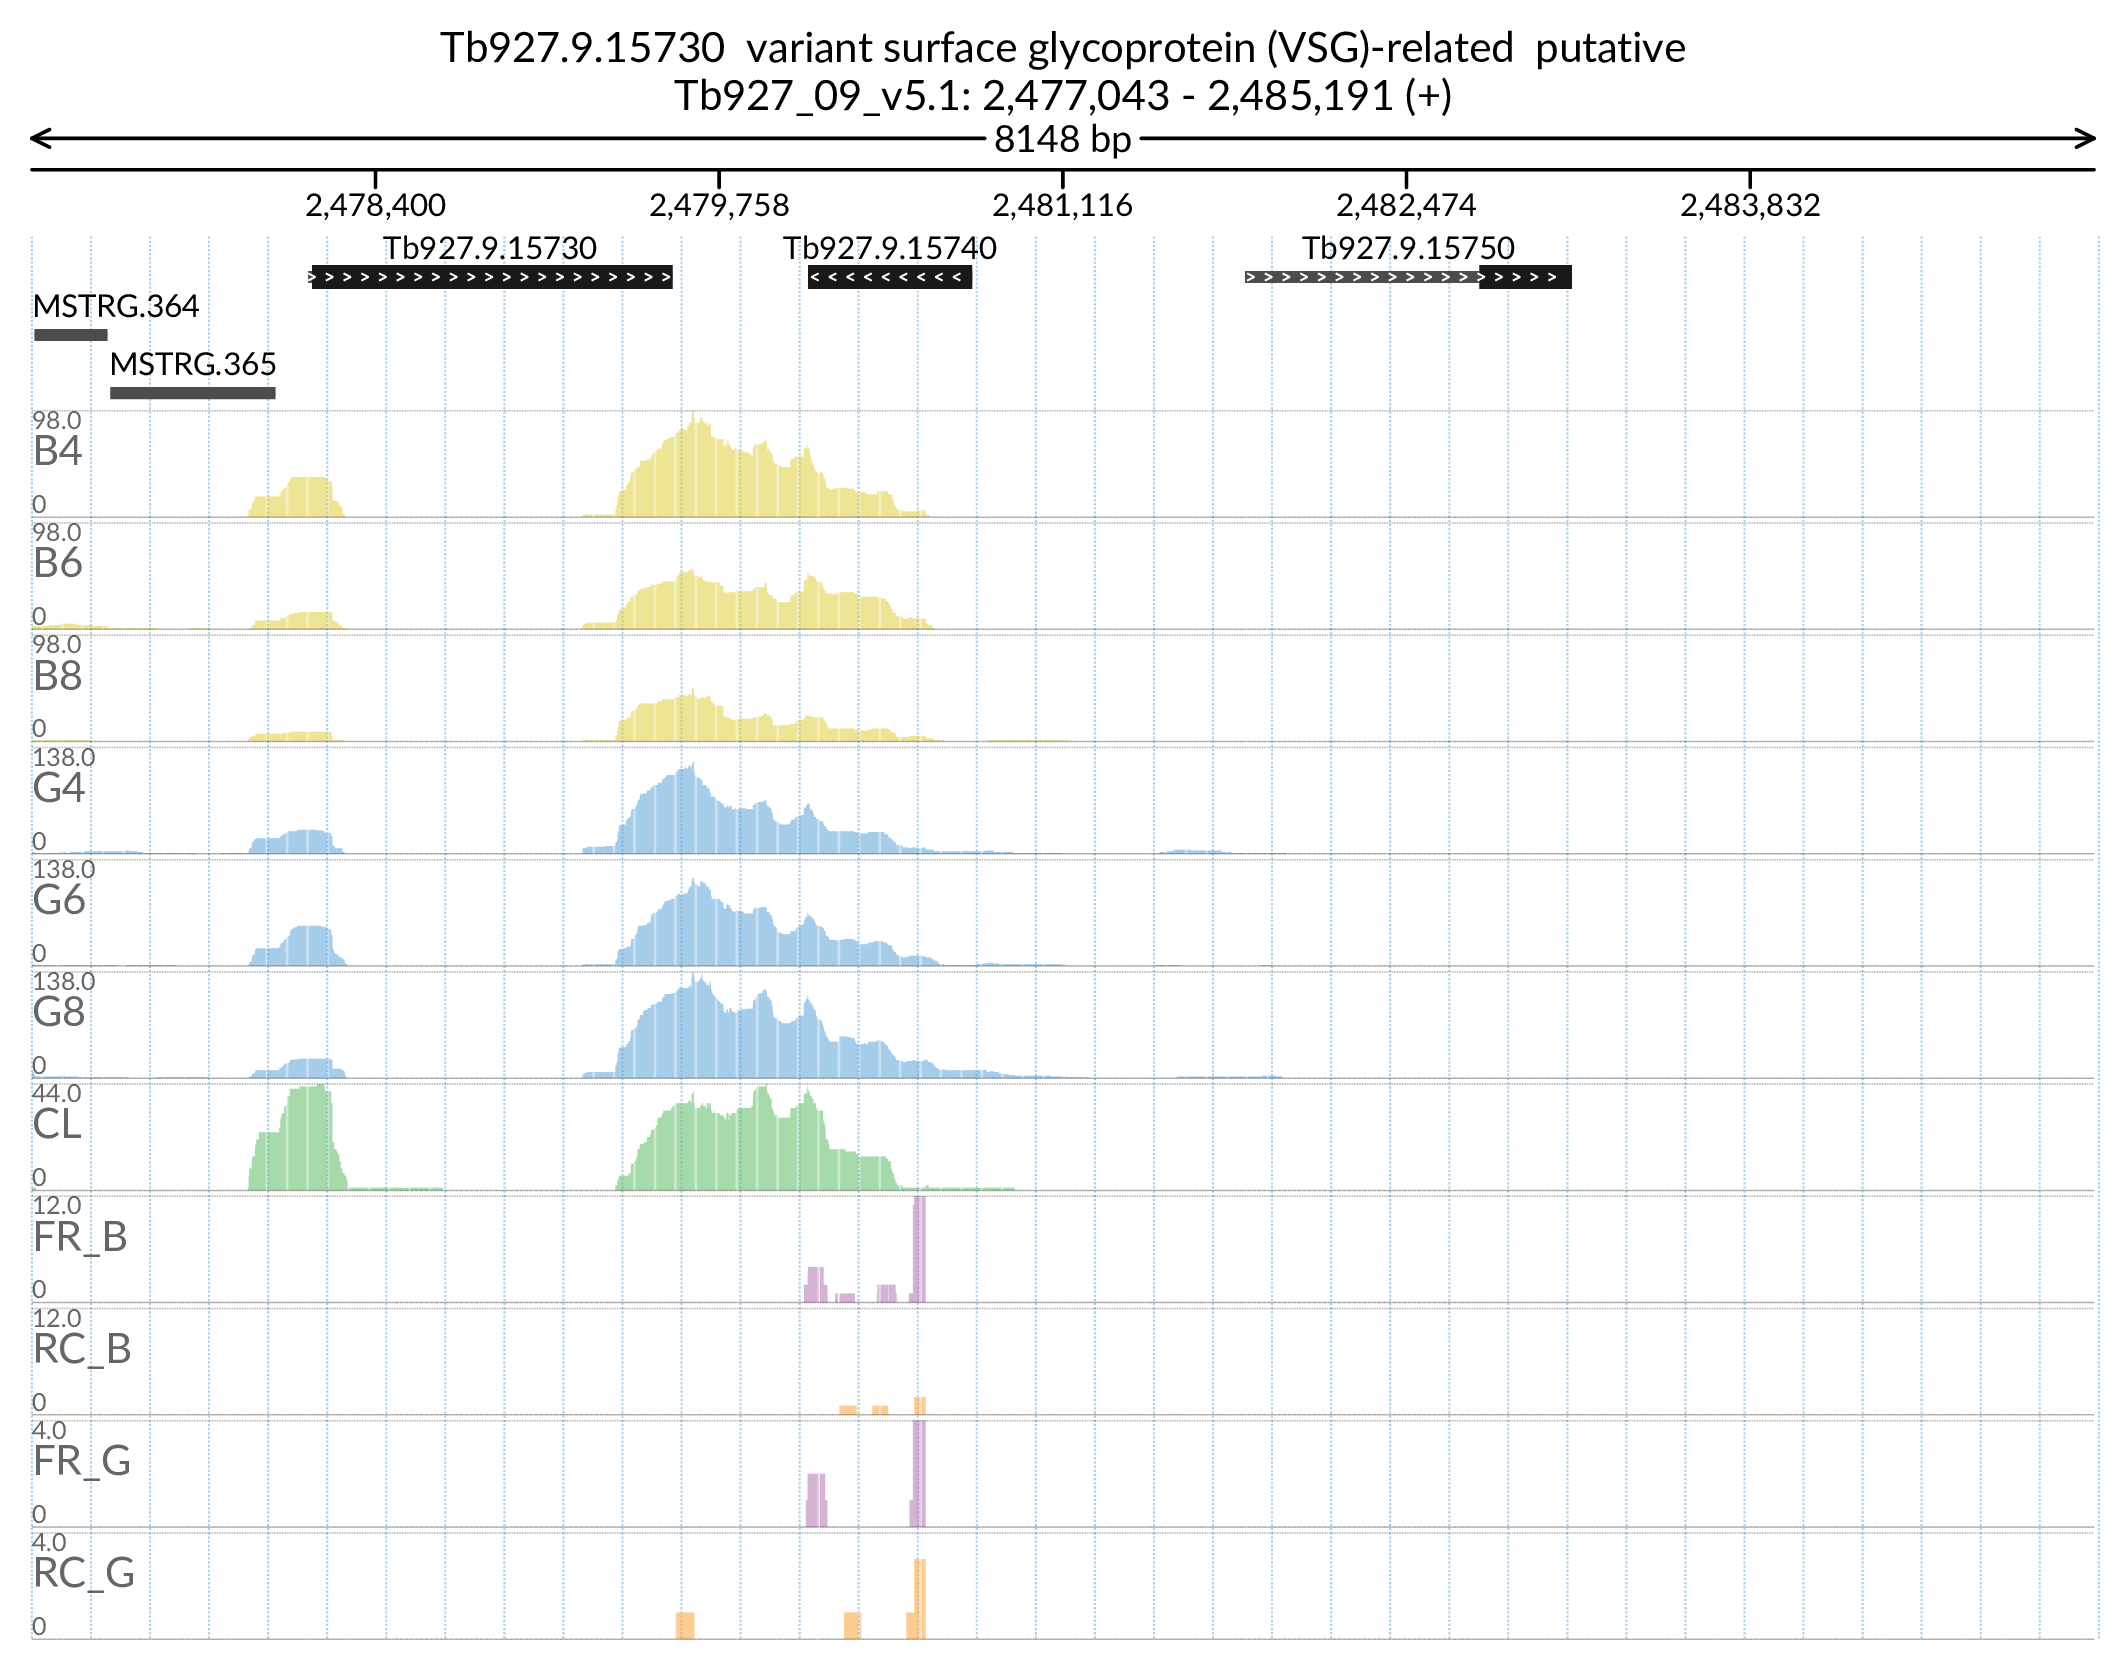 Tb927.9.15730  variant surface glycoprotein (VSG)-related  putative
Tb927_09_v5.1: 2,477,043 - 2,485,191 (+)
8148 bp
2,478,400 2,479,758 2,481,116 2,482,474 2,483,832
Tb927.9.15730 Tb927.9.15740 Tb927.9.15750
MSTRG.364
MSTRG.365
98.0
B4
0
98.0
B6
0
98.0
B8
0
138.0
G4
0
138.0
G6
0
138.0
G8
0
44.0
CL
0
12.0
FR_B
0
12.0
RC_B
0
4.0
FR_G
0
4.0
RC_G
0